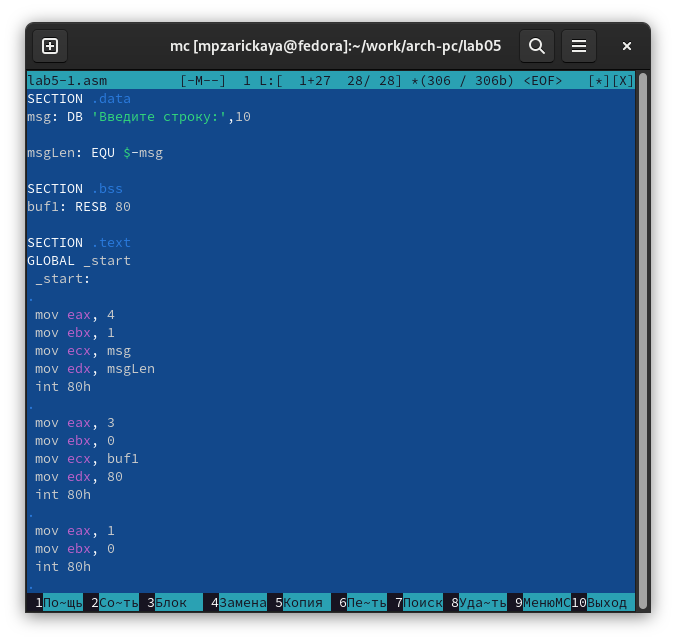 mc [mpzarickaya@fedora]:~/work/arch-pc/lab05
lab5-1.asm [-M--] 1 L:[ 1+27 28/ 28] *(306 / 306b) <EOF> [*][X]
SECTION .data
msg: DB 'Введите строку:',10
msgLen: EQU $-msg
SECTION .bss
buf1: RESB 80
SECTION .text
GLOBAL _start
_start:
.
mov eax, 4
mov ebx, 1
mov ecx, msg
mov edx, msgLen
int 80h
.
mov eax, 3
mov ebx, 0
mov ecx, buf1
mov edx, 80
int 80h
.
mov eax, 1
mov ebx, 0
int 80h
.
1По~щь 2Со~ть 3Блок 4Замена 5Копия 6Пе~ть 7Поиск 8Уда~ть 9МенюMC 10Выход